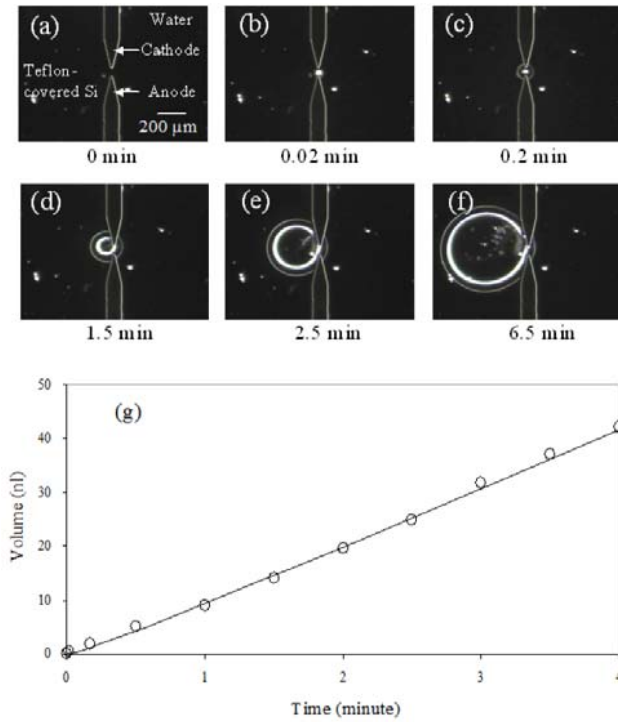 (a)
Water
Cathode
Teflon-
covered Si
Anode
200 μm
0 min
(b)
0.02 min
(c)
0.2 min
(d)
1.5 min
(e)
2.5 min
(f)
6.5 min
(g)
Volume (nl)
50
40
30
20
10
0
0 1 2 3 4
Time (minute)